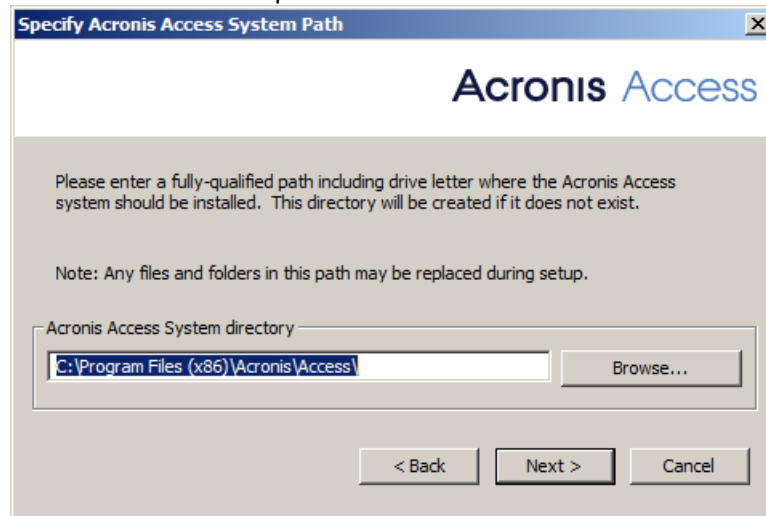 Specify Acronis Access System Path
Acronis Access
Please enter a fully-qualified path including drive letter where the Acronis Access
system should be installed.  This directory will be created if it does not exist.
Note: Any files and folders in this path may be replaced during setup.
Acronis Access System directory
C:\Program Files (x86)\Acronis\Access\
Browse...
< Back
Next >
Cancel